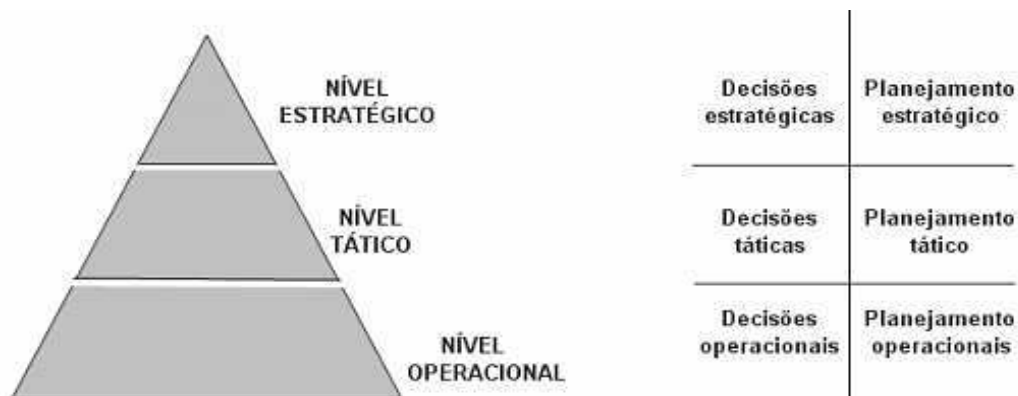 NÍVEL
ESTRATÉGICO
Decisões
estratégicas
Planejamento
estratégico
NÍVEL
TÁTICO
Decisões
táticas
Planejamento
tático
NÍVEL
OPERACIONAL
Decisões
operacionais
Planejamento
operacionais